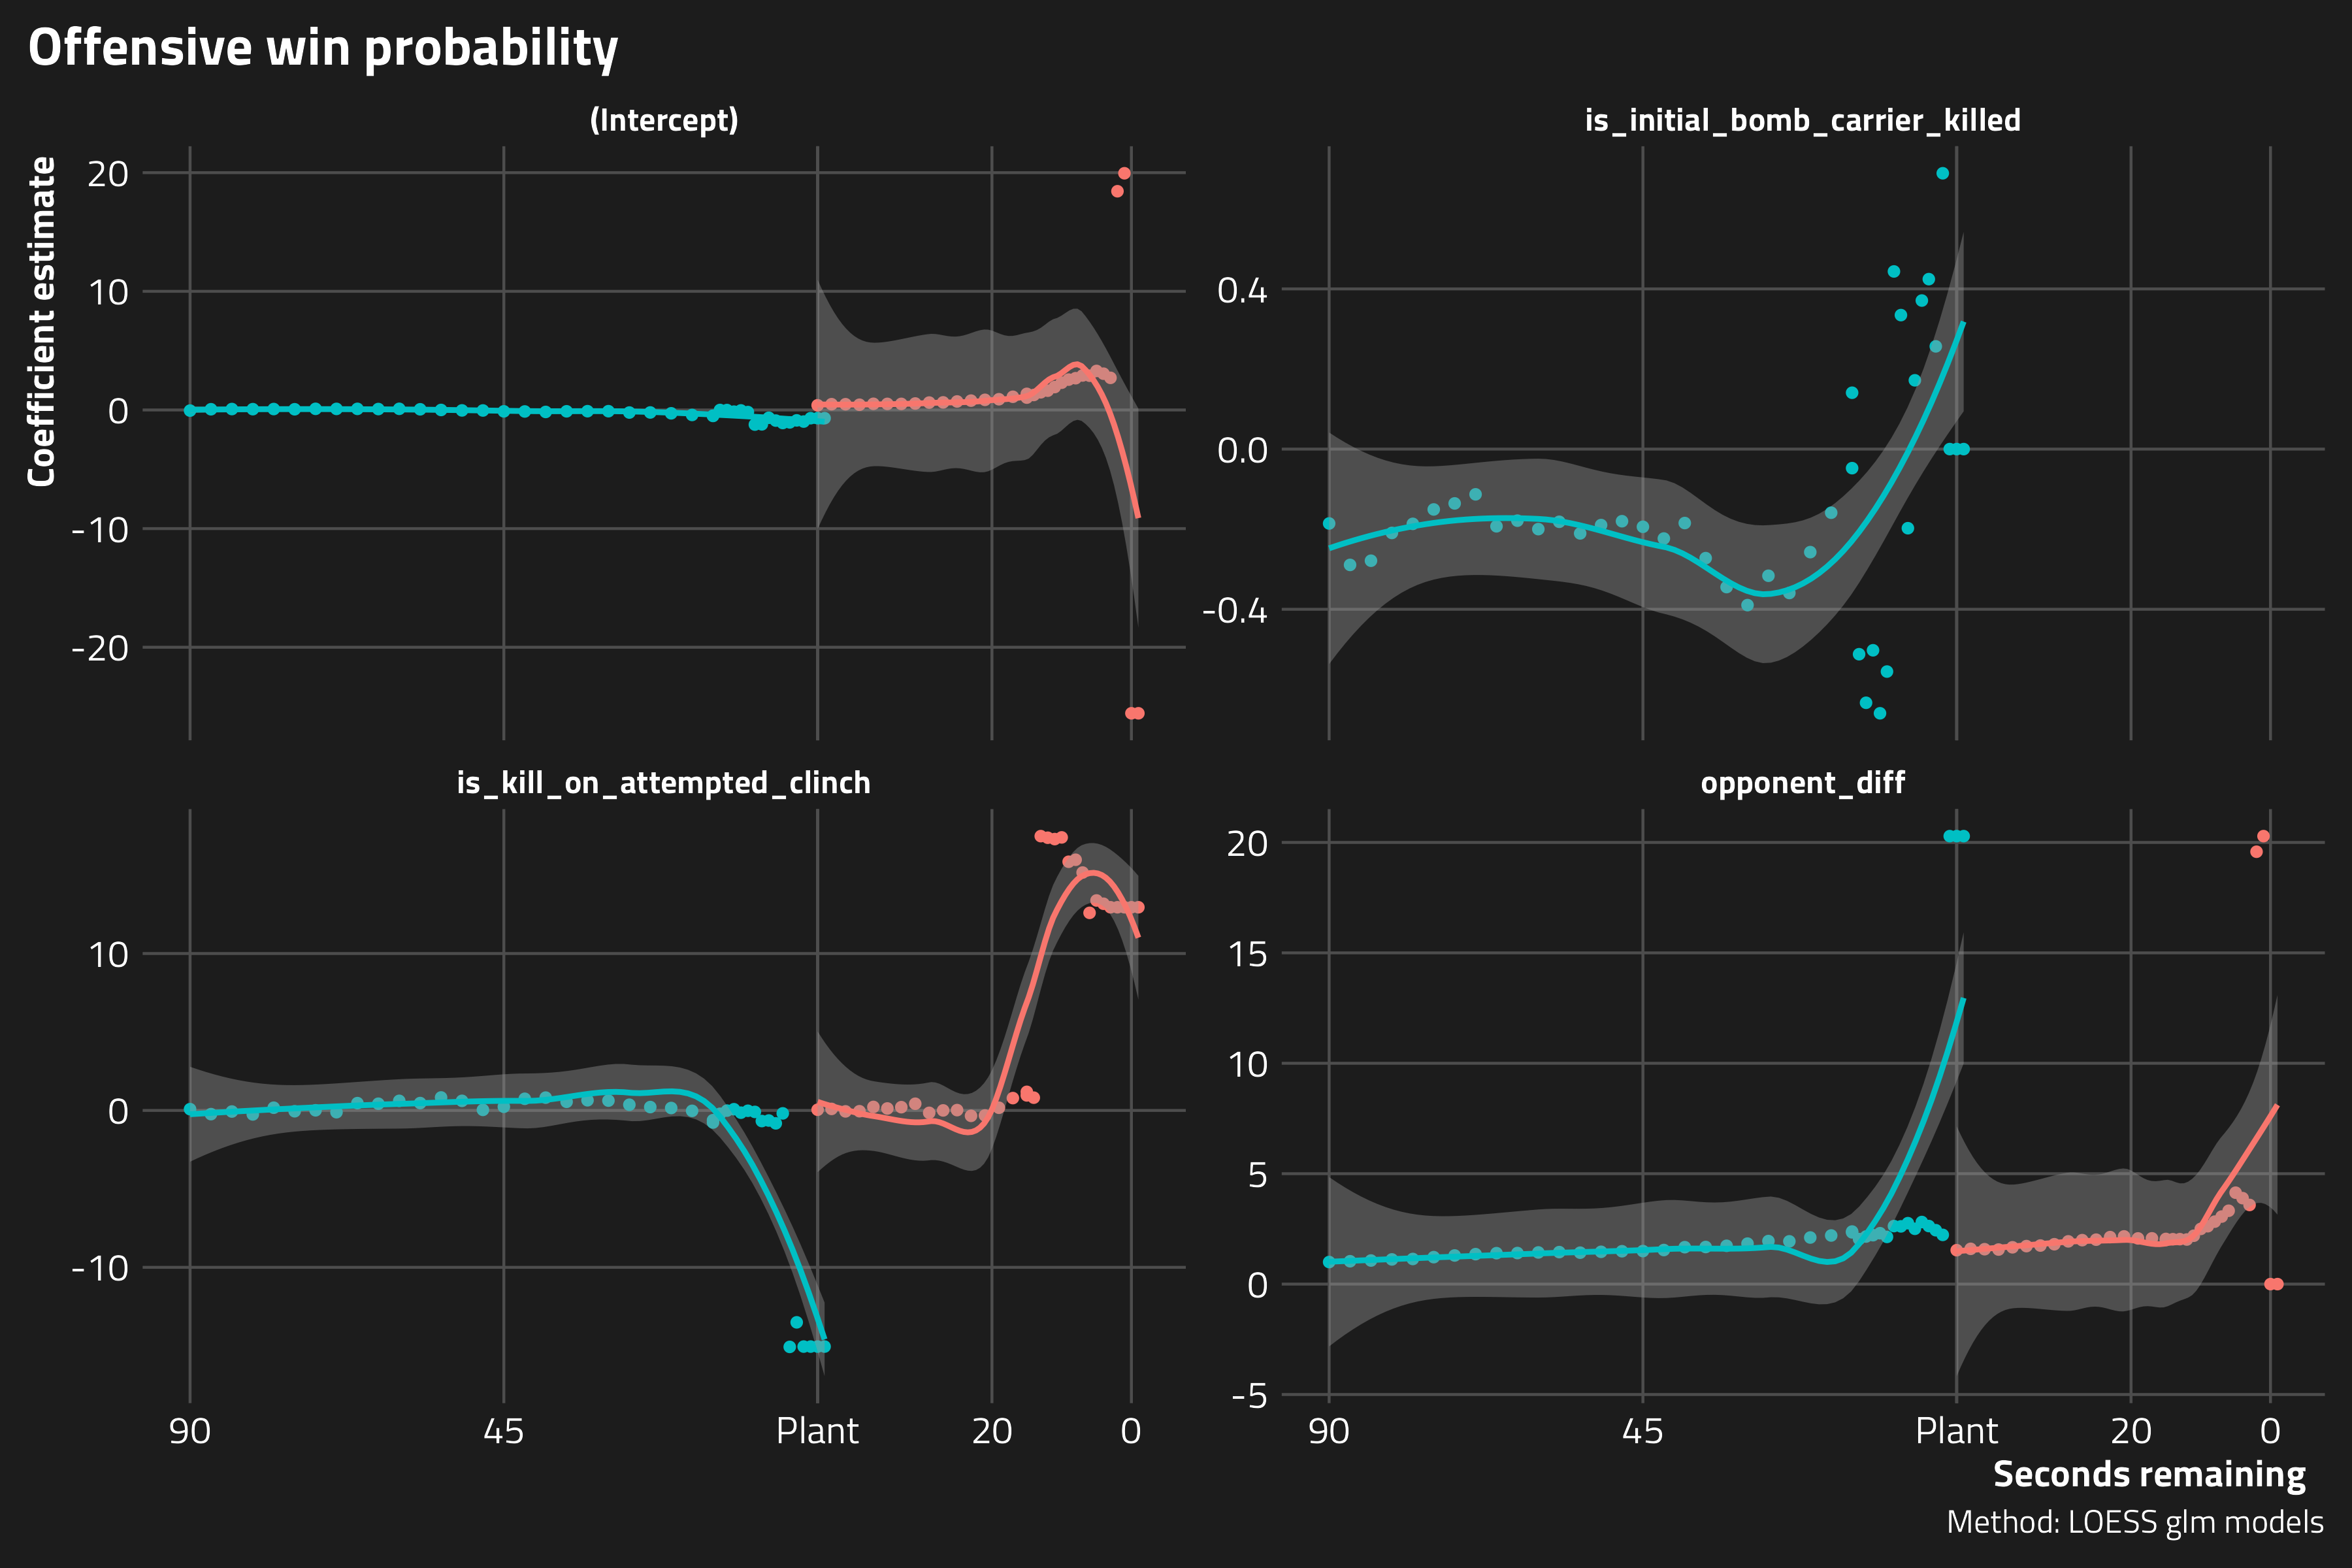 Offensive win probability
(Intercept)
is_initial_bomb_carrier_killed
Coefficient estimate
20
10
0
-10
-20
0.4
0.0
-0.4
is_kill_on_attempted_clinch
opponent_diff
10
0
-10
20
15
10
5
0
-5
90 45 Plant 20 0
90 45 Plant 20 0
Seconds remaining
Method: LOESS glm models